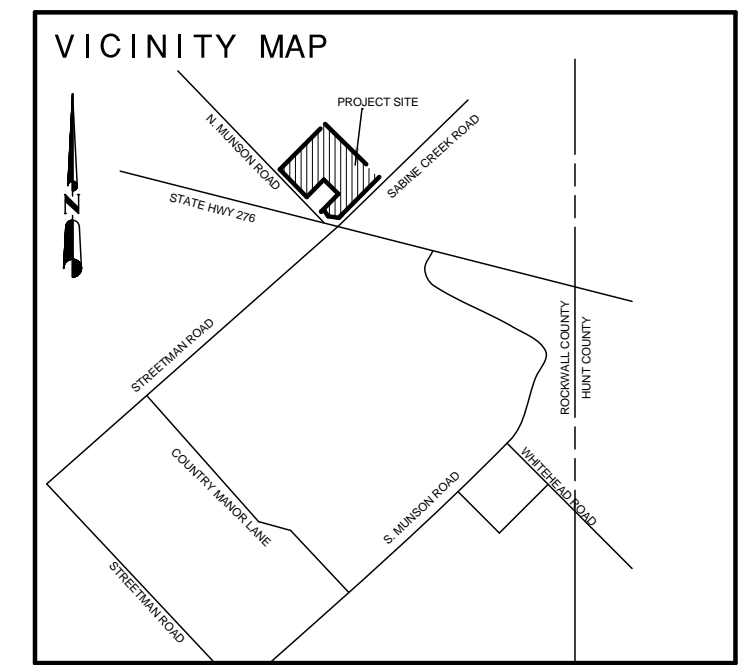 VICINITY MAP
PROJECT SITE
N. MUNSON ROAD
SABINE CREEK ROAD
STATE HWY 276
N
STREETMAN ROAD
ROCKWALL COUNTY
HUNT COUNTY
COUNTRY MANOR LANE
S. MUNSON ROAD
WHITEHEAD ROAD
STREETMAN ROAD